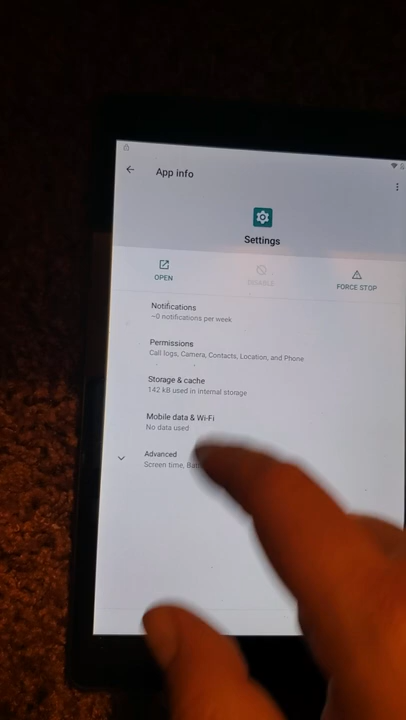 App info
Settings
OPEN
DISABLE
FORCE STOP
Notifications
~0 notifications per week
Permissions
Call logs, Camera, Contacts, Location, and Phone
Storage & cache
142 kB used in internal storage
Mobile data & Wi-Fi
No data used
Advanced
Screen time,